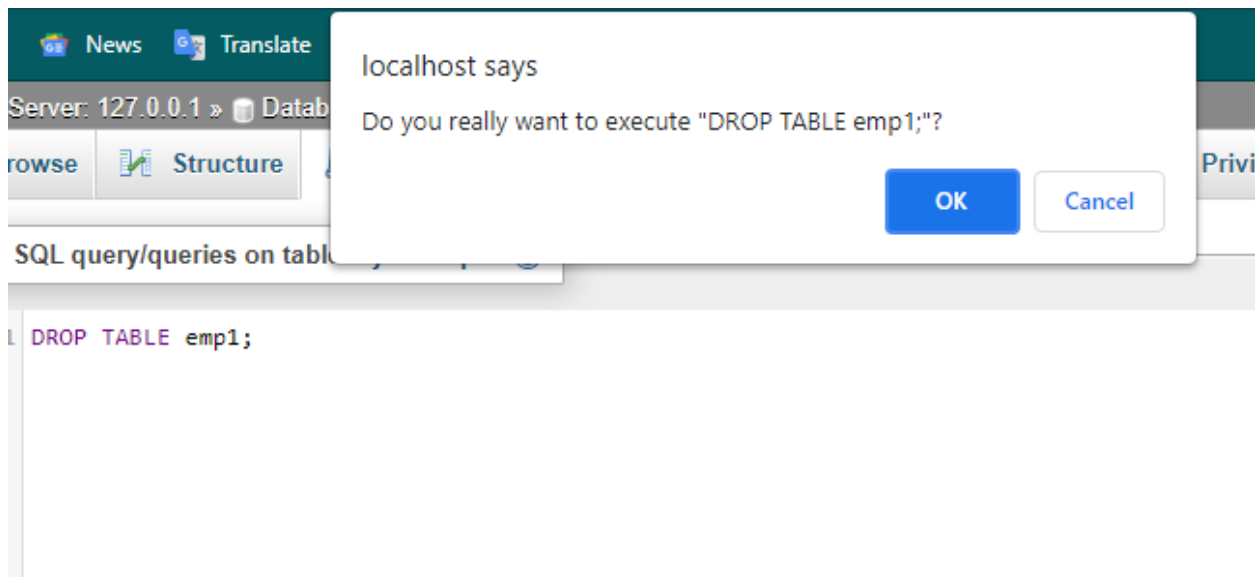 News Translate
localhost says
Server: 127.0.0.1 » Datab
Do you really want to execute "DROP TABLE emp1;"?
rowse Structure Privi
OK Cancel
SQL query/queries on tabl
1 DROP TABLE emp1;